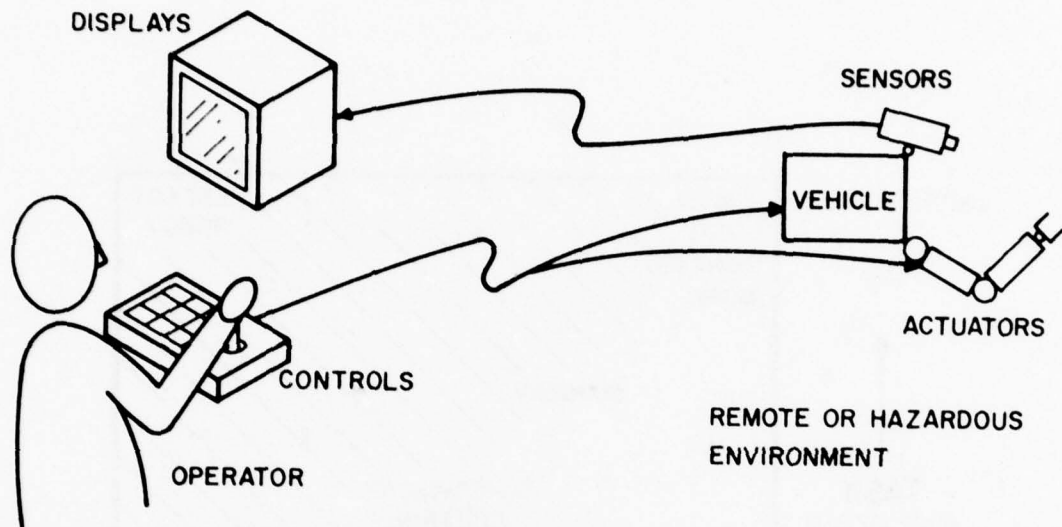 DISPLAYS
SENSORS
VEHICLE
ACTUATORS
CONTROLS
REMOTE OR HAZARDOUS
ENVIRONMENT
OPERATOR